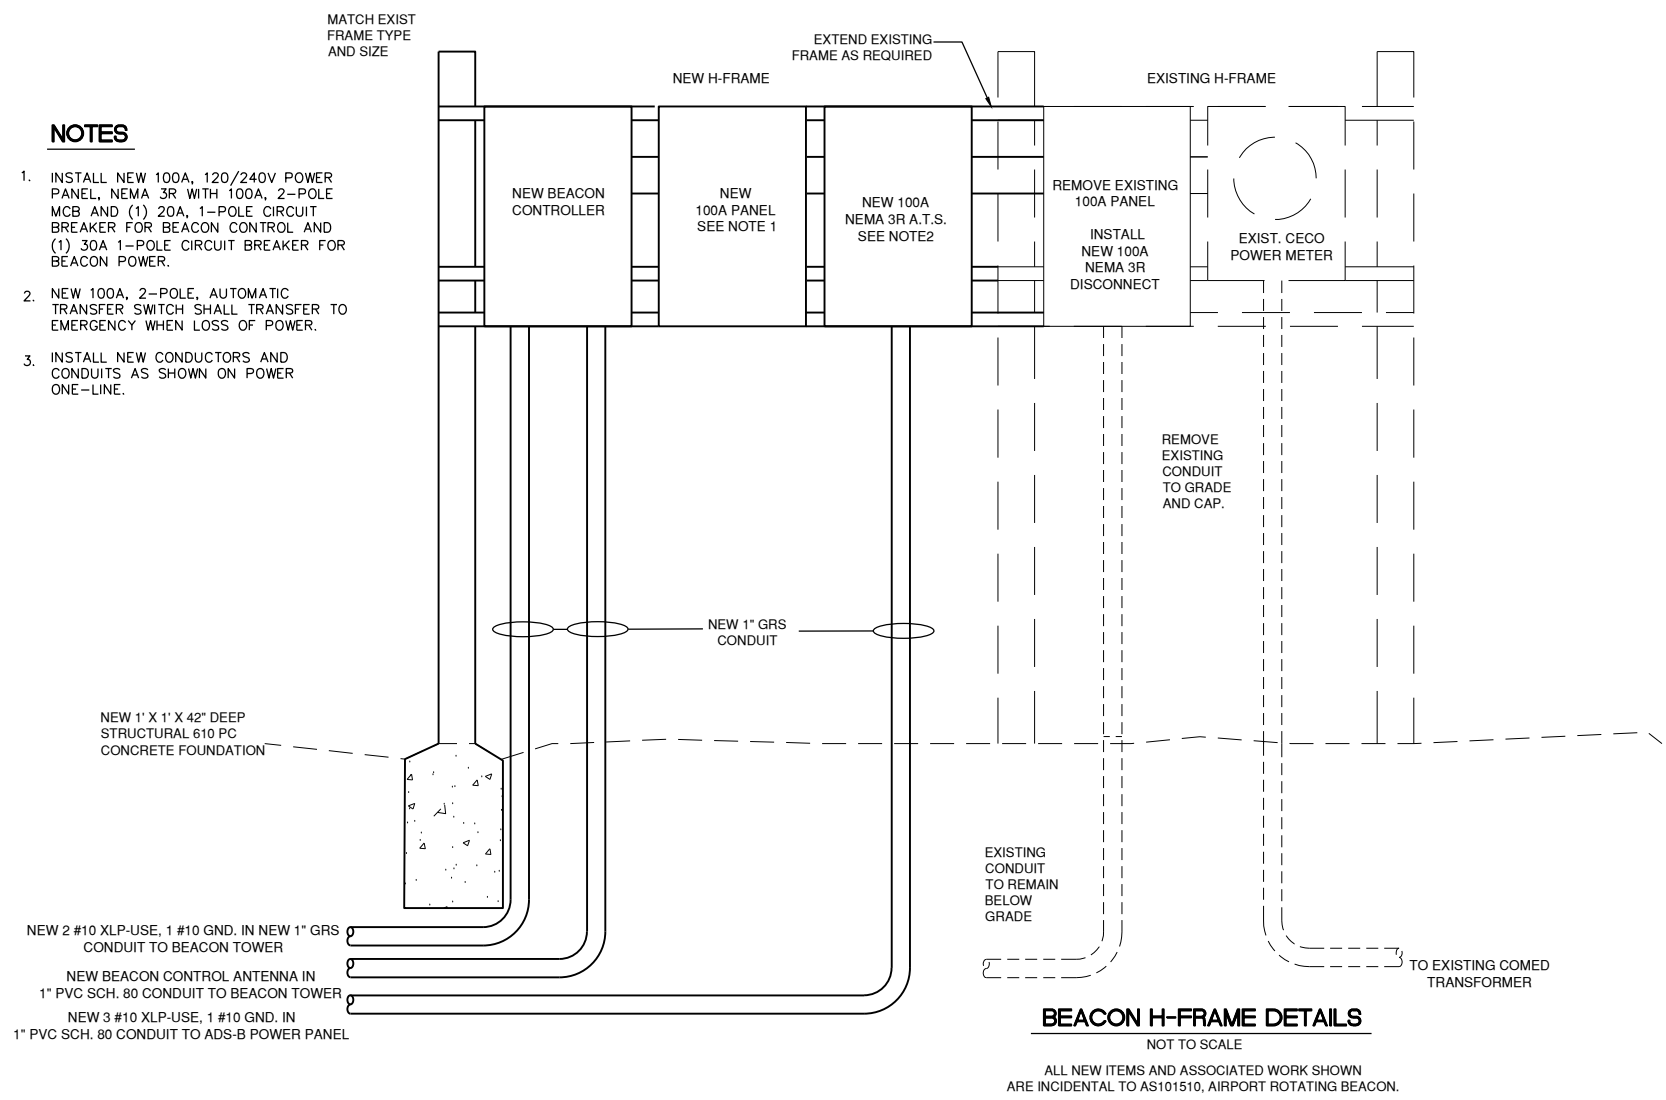 MATCH EXIST
FRAME TYPE
AND SIZE
EXTEND EXISTING
FRAME AS REQUIRED
NEW H-FRAME
EXISTING H-FRAME
NOTES
1. INSTALL NEW 100A, 120/240V POWER
PANEL, NEMA 3R WITH 100A, 2-POLE
MCB AND (1) 20A, 1-POLE CIRCUIT
BREAKER FOR BEACON CONTROL AND
(1) 30A 1-POLE CIRCUIT BREAKER FOR
BEACON POWER.
2. NEW 100A, 2-POLE, AUTOMATIC
TRANSFER SWITCH SHALL TRANSFER TO
EMERGENCY WHEN LOSS OF POWER.
3. INSTALL NEW CONDUCTORS AND
CONDUITS AS SHOWN ON POWER
ONE-LINE.
NEW BEACON
CONTROLLER
NEW
100A PANEL
SEE NOTE 1
NEW 100A
NEMA 3R A.T.S.
SEE NOTE2
REMOVE EXISTING
100A PANEL
INSTALL
NEW 100A
NEMA 3R
DISCONNECT
EXIST. CECO
POWER METER
REMOVE
EXISTING
CONDUIT
TO GRADE
AND CAP.
NEW 1" GRS
CONDUIT
NEW 1' X 1' X 42" DEEP
STRUCTURAL 610 PC
CONCRETE FOUNDATION
EXISTING
CONDUIT
TO REMAIN
BELOW
GRADE
NEW 2 #10 XLP-USE, 1 #10 GND. IN NEW 1" GRS
CONDUIT TO BEACON TOWER
NEW BEACON CONTROL ANTENNA IN
1" PVC SCH. 80 CONDUIT TO BEACON TOWER
NEW 3 #10 XLP-USE, 1 #10 GND. IN
1" PVC SCH. 80 CONDUIT TO ADS-B POWER PANEL
TO EXISTING COMED
TRANSFORMER
BEACON H-FRAME DETAILS
NOT TO SCALE
ALL NEW ITEMS AND ASSOCIATED WORK SHOWN
ARE INCIDENTAL TO AS101510, AIRPORT ROTATING BEACON.